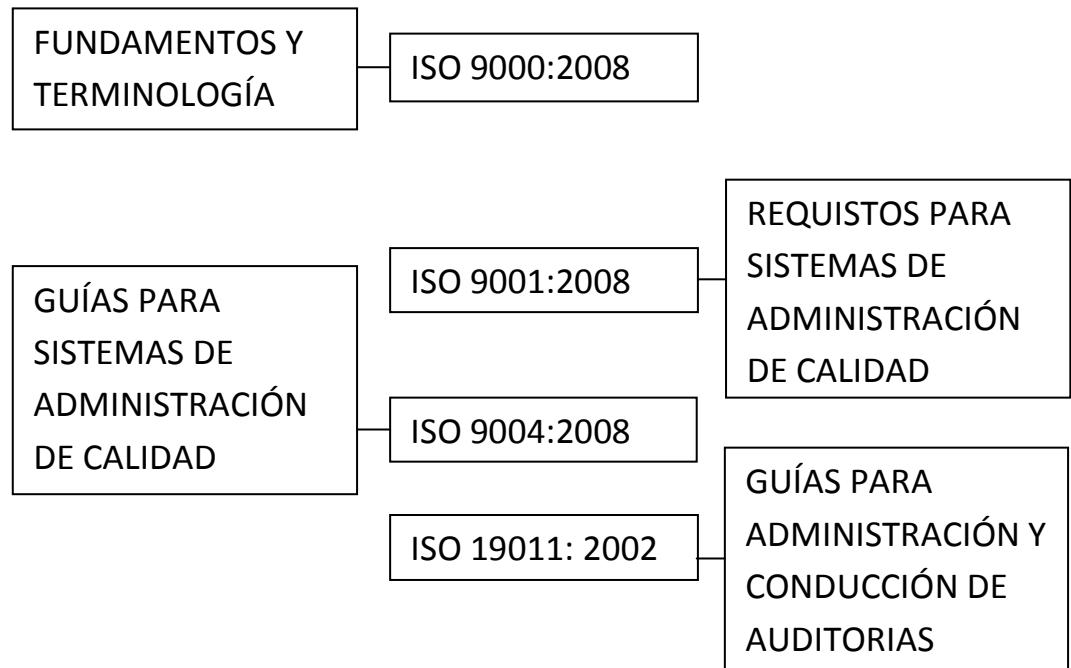 FUNDAMENTOS Y
TERMINOLOGÍA
ISO 9000:2008
REQUISTOS PARA
SISTEMAS DE
ADMINISTRACIÓN
DE CALIDAD
ISO 9001:2008
GUÍAS PARA
SISTEMAS DE
ADMINISTRACIÓN
DE CALIDAD
ISO 9004:2008
ISO 19011: 2002
GUÍAS PARA
ADMINISTRACIÓN Y
CONDUCCIÓN DE
AUDITORIAS